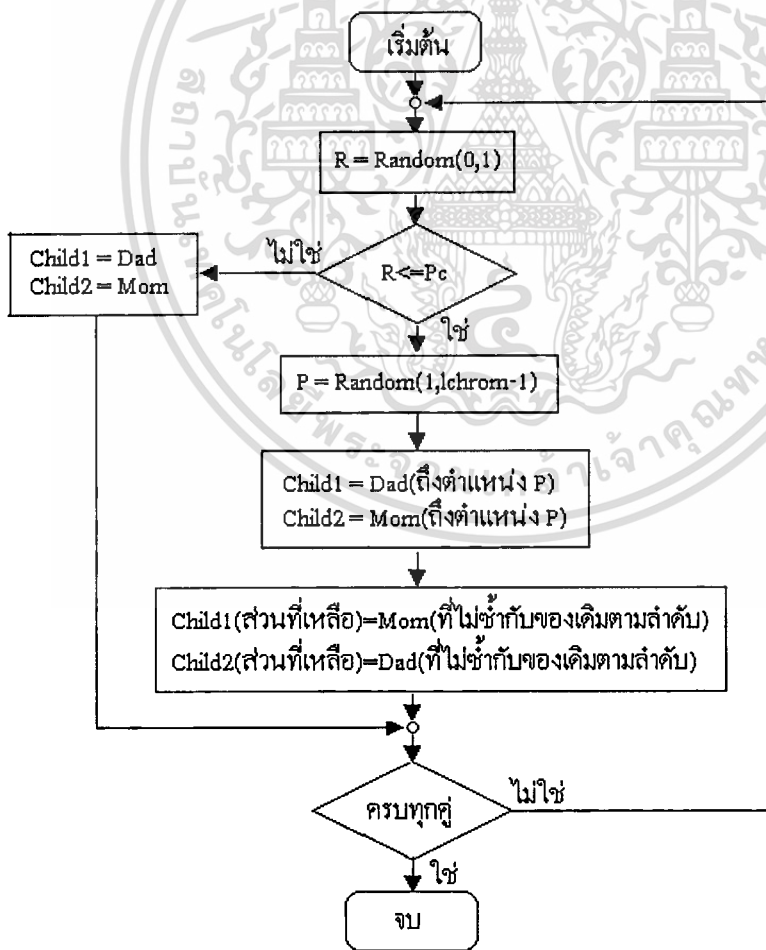 เริ่มต้น
R = Random(0,1)
R<=Pc
ไม่ใช่
Child1 = Dad
Child2 = Mom
ใช่
P = Random(1,lchrom-1)
Child1 = Dad(ถึงตำแหน่ง P)
Child2 = Mom(ถึงตำแหน่ง P)
Child1(ส่วนที่เหลือ)=Mom(ที่ไม่ซ้ำกับของเดิมตามลำดับ)
Child2(ส่วนที่เหลือ)=Dad(ที่ไม่ซ้ำกับของเดิมตามลำดับ)
ครบทุกคู่
ไม่ใช่
ใช่
จบ